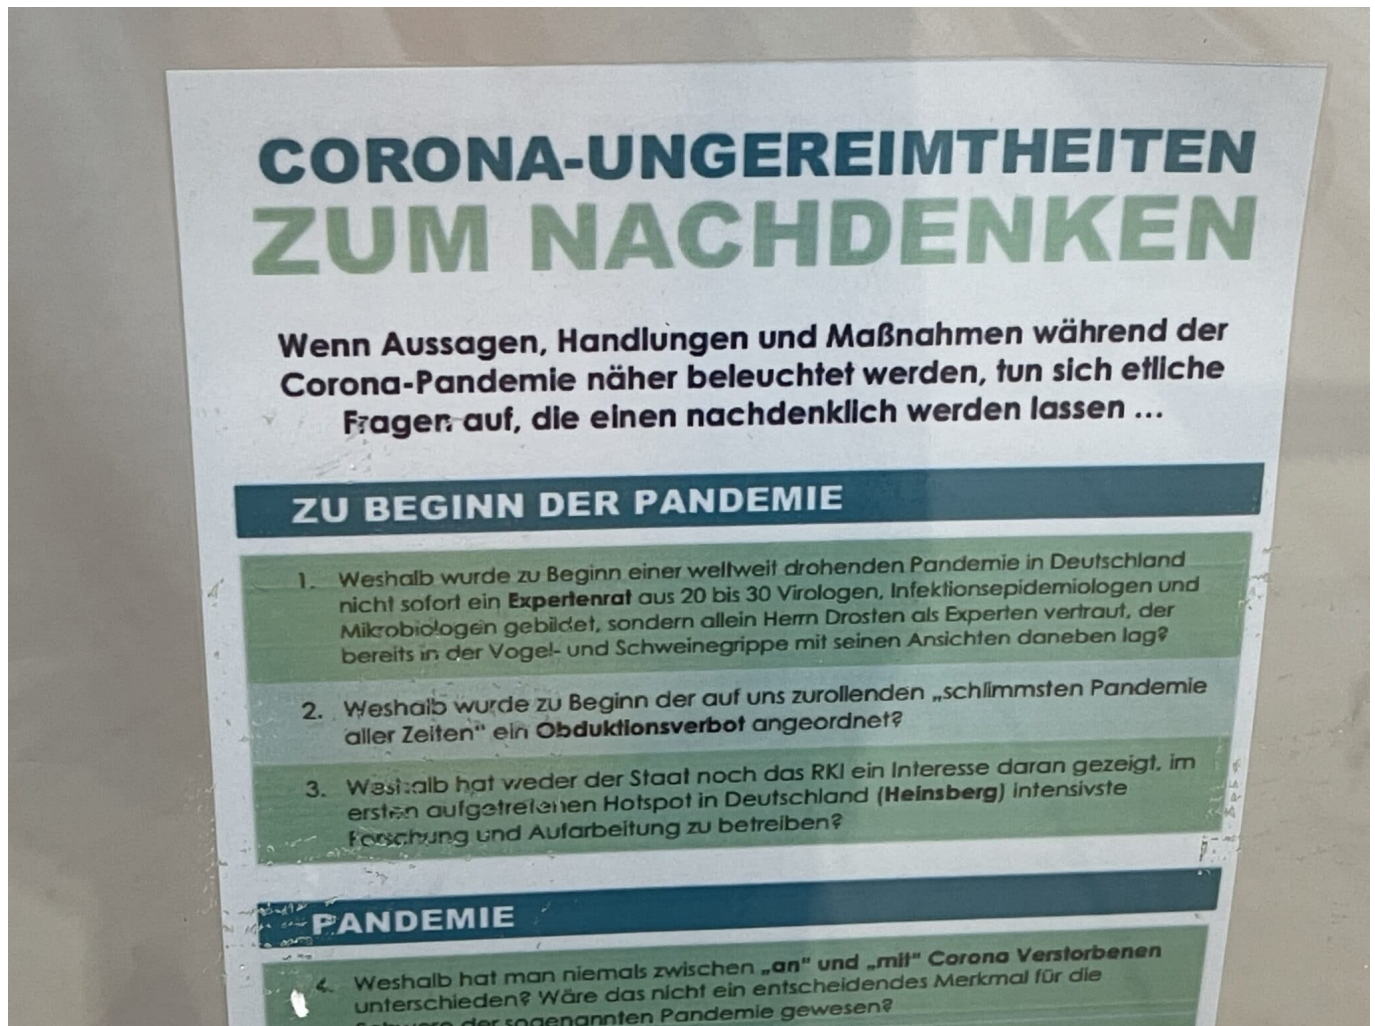 CORONA-UNGEREIMTHEITEN
ZUM NACHDENKEN
Wenn Aussagen, Handlungen und Maßnahmen während der
Corona-Pandemie näher beleuchtet werden, tun sich etliche
Fragen auf, die einen nachdenklich werden lassen ...
ZU BEGINN DER PANDEMIE
1. Weshalb wurde zu Beginn einer weltweit drohenden Pandemie in Deutschland
nicht sofort ein Expertenrat aus 20 bis 30 Virologen, Infektionsepidemiologen und
Mikrobiologen gebildet, sondern allein Herrn Drosten als Experten vertraut, der
bereits in der Vogel- und Schweinegrippe mit seinen Ansichten daneben lag?
2. Weshalb wurde zu Beginn der auf uns zurollenden „schlimmsten Pandemie
aller Zeiten" ein Obduktionsverbot angeordnet?
3. Weshalb hat weder der Staat noch das RKI ein Interesse daran gezeigt, im
ersten aufgetretenen Hotspot in Deutschland (Heinsberg) intensivste
Forschung und Aufarbeitung zu betreiben?
PANDEMIE
4. Weshalb hat man niemals zwischen „an" und „mit" Corona Verstorbenen
unterschieden? Wäre das nicht ein entscheidendes Merkmal für die
Schwere der sogenannten Pandemie gewesen?